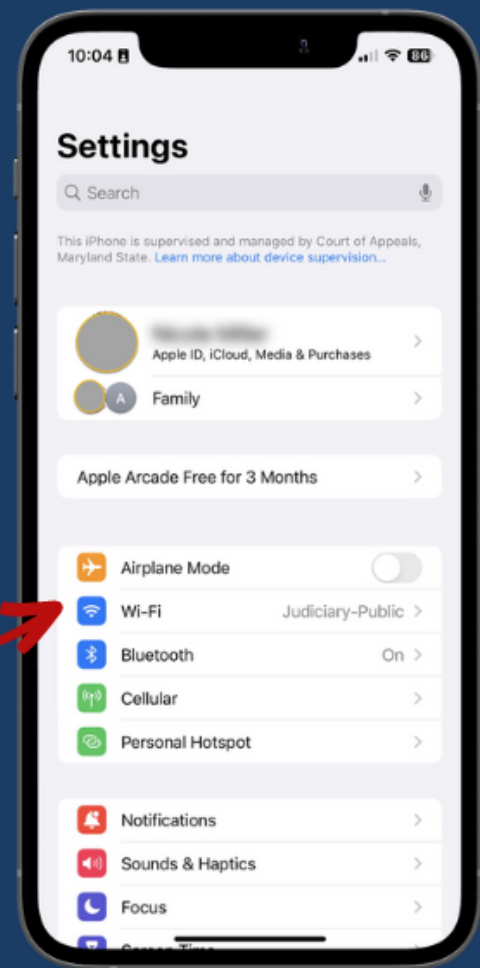 10:04
86
Settings
Search
This iPhone is supervised and managed by Court of Appeals,
Maryland State. Learn more about device supervision...
Apple ID, iCloud, Media & Purchases
A
Family
Apple Arcade Free for 3 Months
Airplane Mode
Wi-Fi Judiciary-Public
Bluetooth On
Cellular
Personal Hotspot
Notifications
Sounds & Haptics
Focus
Screen Time